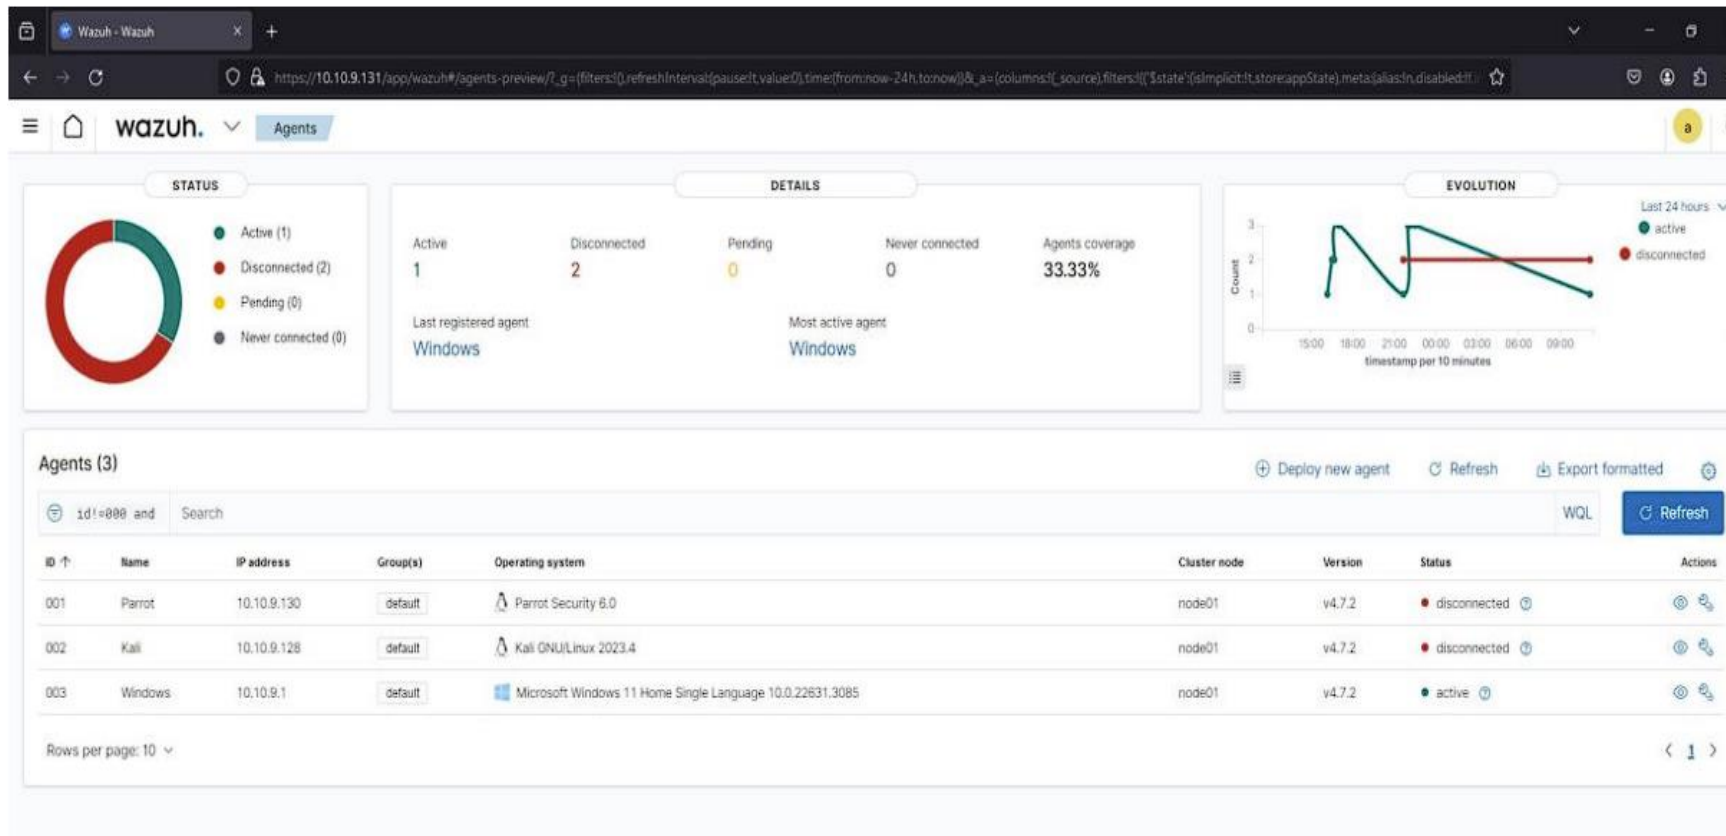 Wazuh - Wazuh
https://10.10.9.131/app/wazuh#/agents-preview/?_g=(filters:!(),refreshInterval:(pause:!t,value:0),time:(from:now-24h,to:now))&_a=(columns:!(_source),filters:!(('$state':(isImplicit:!t,store:appState),meta:(alias:!n,disabled:!f
wazuh. Agents a
STATUS
Active (1)
Disconnected (2)
Pending (0)
Never connected (0)
DETAILS
Active Disconnected Pending Never connected Agents coverage
1 2 0 0 33.33%
Last registered agent Most active agent
Windows Windows
EVOLUTION
Last 24 hours
active
disconnected
Count
3
2
1
0
15:00 18:00 21:00 00:00 03:00 06:00 09:00
timestamp per 10 minutes
Agents (3) Deploy new agent Refresh Export formatted
id!=000 and Search WQL Refresh
ID Name IP address Group(s) Operating system Cluster node Version Status Actions
001 Parrot 10.10.9.130 default Parrot Security 6.0 node01 v4.7.2 disconnected
002 Kali 10.10.9.128 default Kali GNU/Linux 2023.4 node01 v4.7.2 disconnected
003 Windows 10.10.9.1 default Microsoft Windows 11 Home Single Language 10.0.22631.3085 node01 v4.7.2 active
Rows per page: 10 1